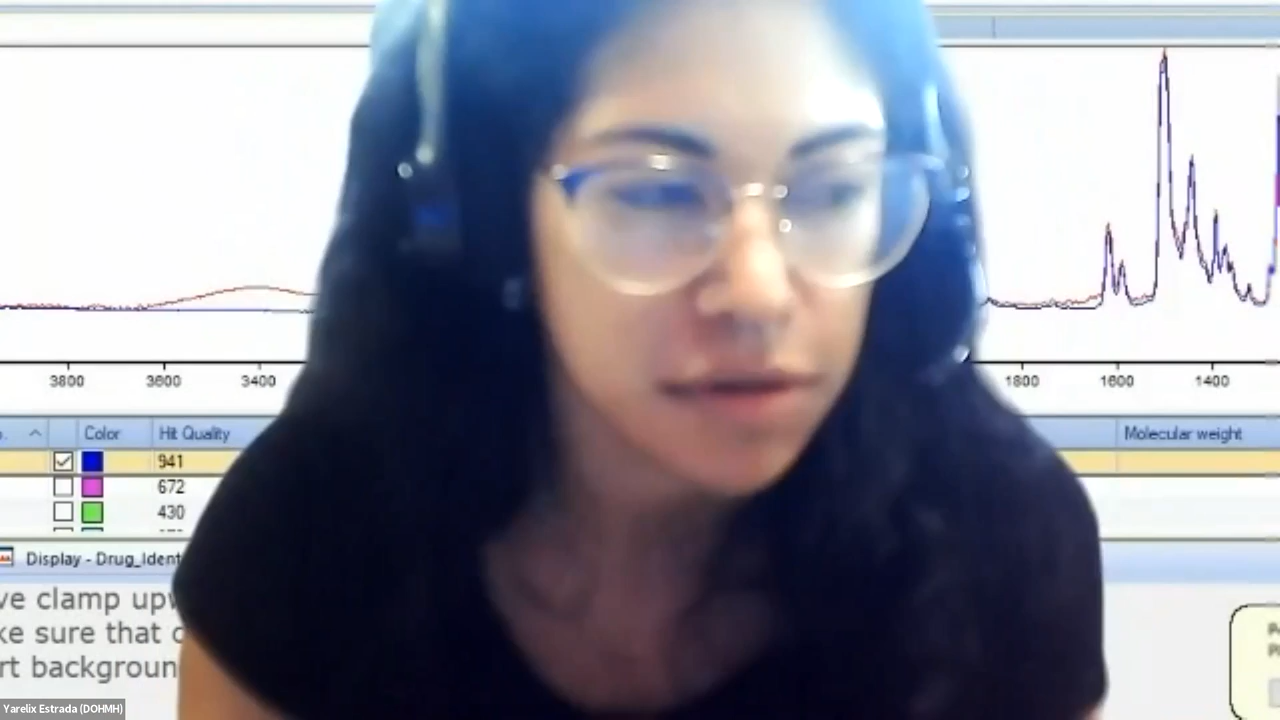 3800 3600 3400 1800 1600 1400
Color Hit Quality Molecular weight
941
672
430
Display - Drug_Ident
ve clamp upw
ke sure that
rt backgroun
Yarelix Estrada (DOHMH)